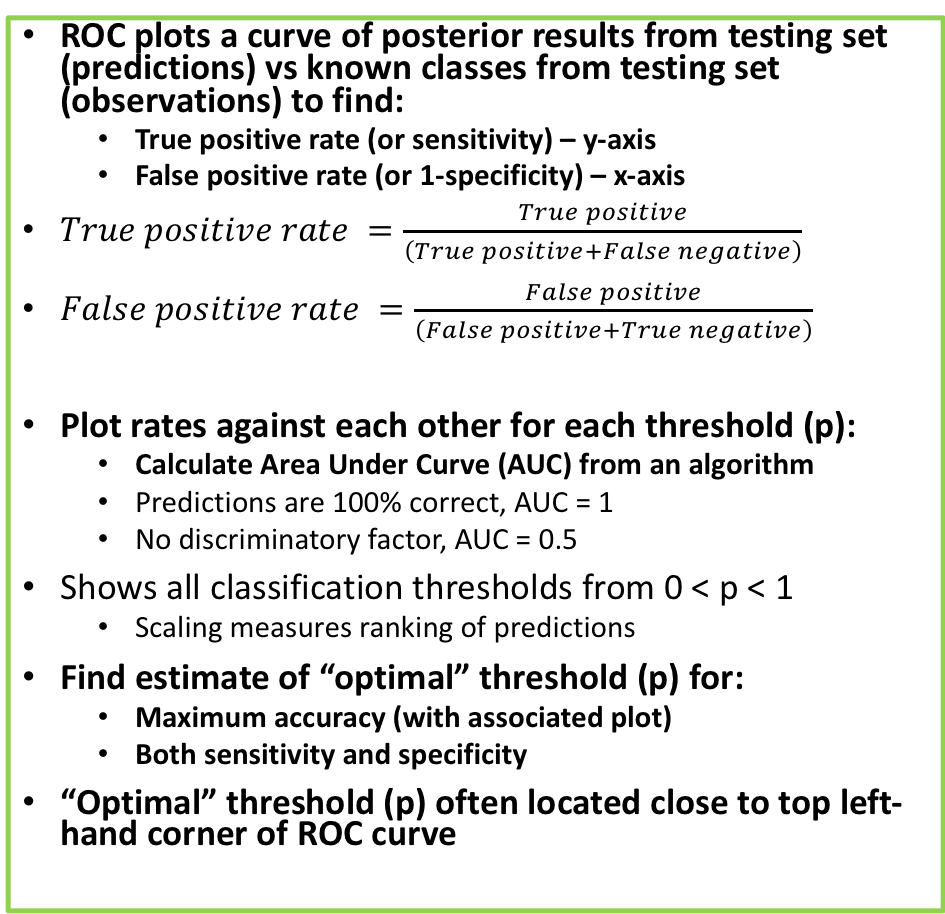 • ROC plots a curve of posterior results from testing set
(predictions) vs known classes from testing set
(observations) to find:
• True positive rate (or sensitivity) – y-axis
• False positive rate (or 1-specificity) – x-axis
• True positive rate = True positive / (True positive+False negative)
• False positive rate = False positive / (False positive+True negative)
• Plot rates against each other for each threshold (p):
• Calculate Area Under Curve (AUC) from an algorithm
• Predictions are 100% correct, AUC = 1
• No discriminatory factor, AUC = 0.5
• Shows all classification thresholds from 0 < p < 1
• Scaling measures ranking of predictions
• Find estimate of “optimal” threshold (p) for:
• Maximum accuracy (with associated plot)
• Both sensitivity and specificity
• “Optimal” threshold (p) often located close to top left-
hand corner of ROC curve